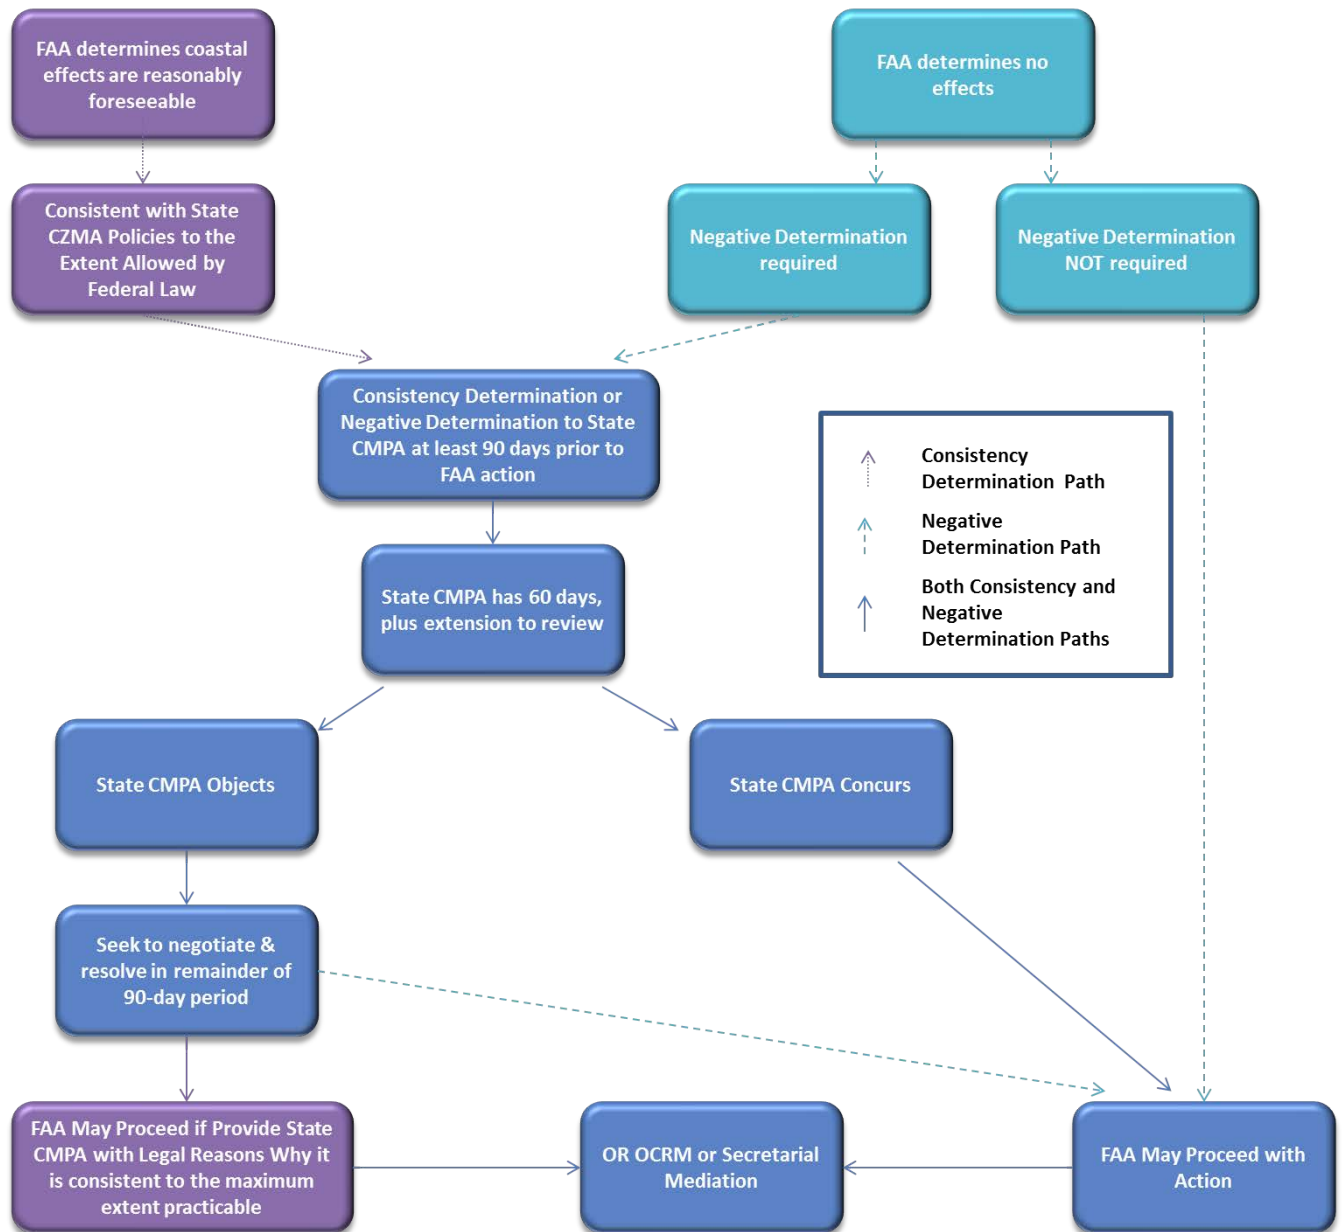 FAA determines coastal
effects are reasonably
foreseeable
FAA determines no
effects
Consistent with State
CZMA Policies to the
Extent Allowed by
Federal Law
Negative Determination
required
Negative Determination
NOT required
Consistency Determination or
Negative Determination to State
CMPA at least 90 days prior to
FAA action
Consistency
Determination Path
Negative
Determination Path
Both Consistency and
Negative
Determination Paths
State CMPA has 60 days,
plus extension to review
State CMPA Objects
State CMPA Concurs
Seek to negotiate &
resolve in remainder of
90-day period
FAA May Proceed if Provide State
CMPA with Legal Reasons Why it
is consistent to the maximum
extent practicable
OR OCRM or Secretarial
Mediation
FAA May Proceed with
Action